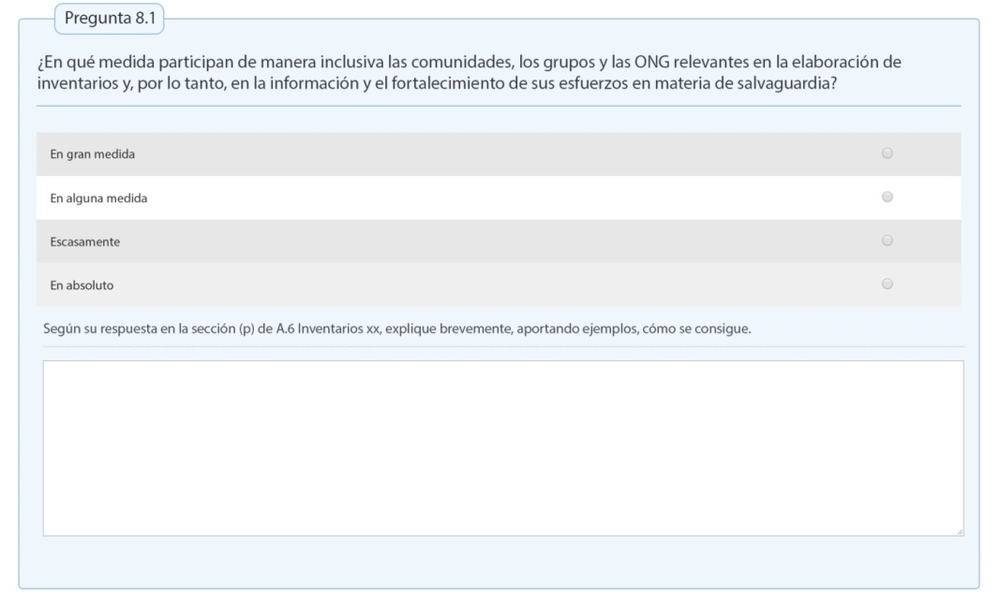 Pregunta 8.1
¿En qué medida participan de manera inclusiva las comunidades, los grupos y las ONG relevantes en la elaboración de
inventarios y, por lo tanto, en la información y el fortalecimiento de sus esfuerzos en materia de salvaguardia?
En gran medida
En alguna medida
Escasamente
En absoluto
Según su respuesta en la sección (p) de A.6 Inventarios xx, explique brevemente, aportando ejemplos, cómo se consigue.